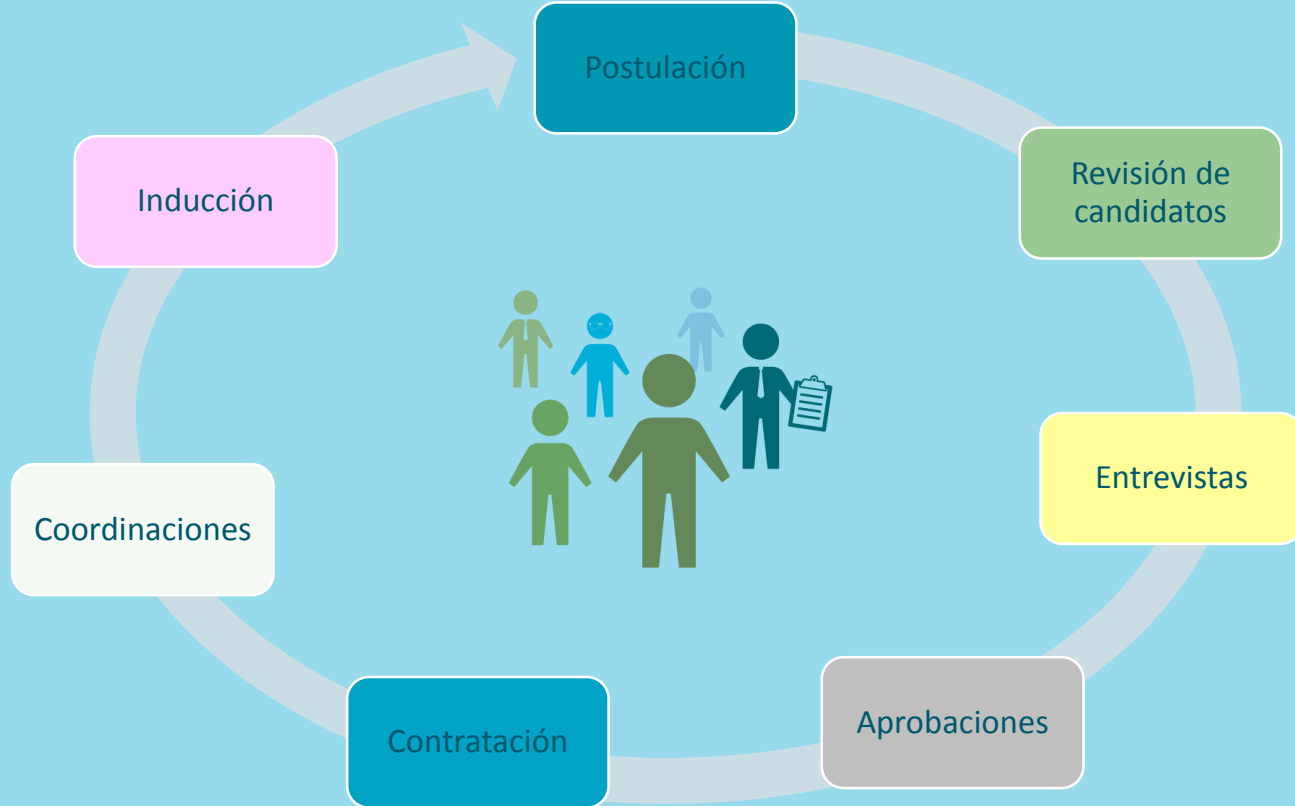 Postulación
Revisión de
candidatos
Entrevistas
Aprobaciones
Contratación
Coordinaciones
Inducción